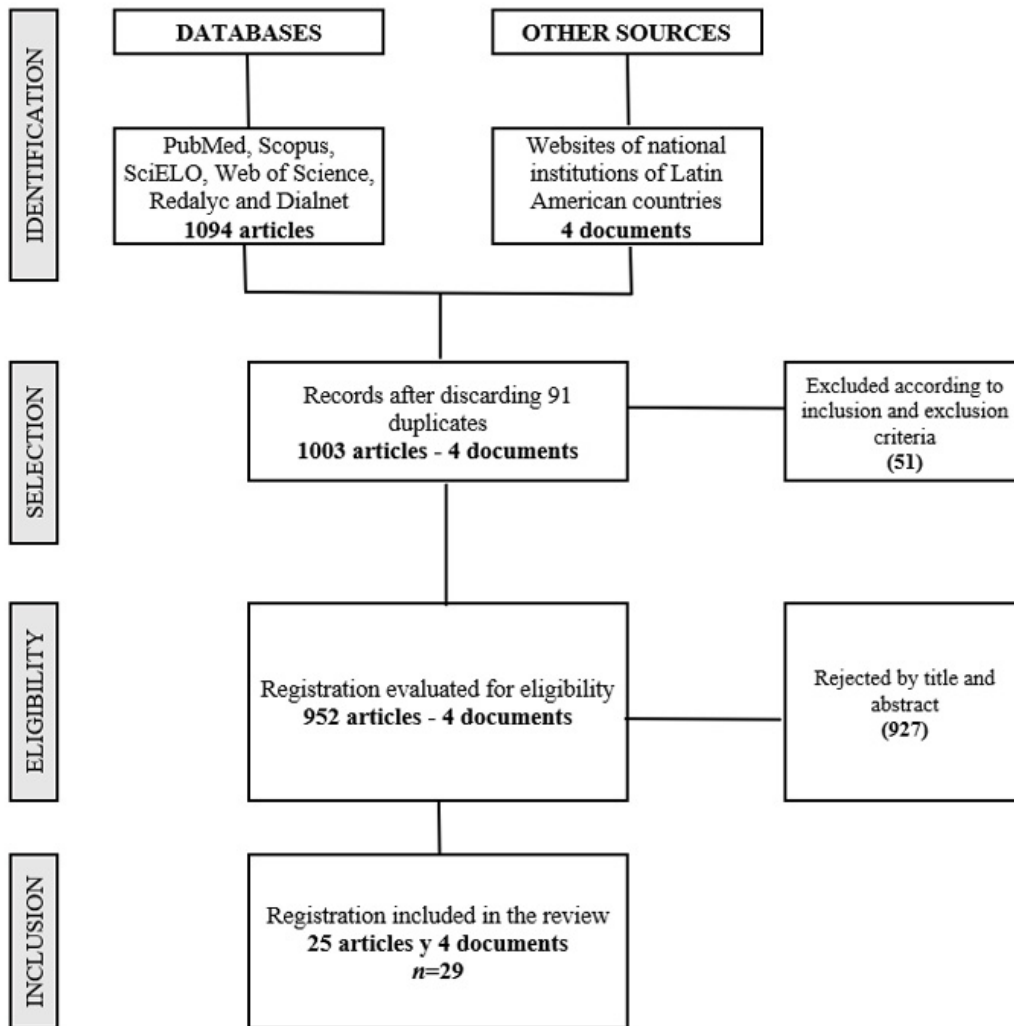 IDENTIFICATION
DATABASES
PubMed, Scopus,
SciELO, Web of Science,
Redalyc and Dialnet
1094 articles
OTHER SOURCES
Websites of national
institutions of Latin
American countries
4 documents
SELECTION
Records after discarding 91
duplicates
1003 articles - 4 documents
Excluded according to
inclusion and exclusion
criteria
(51)
ELIGIBILITY
Registration evaluated for eligibility
952 articles - 4 documents
Rejected by title and
abstract
(927)
INCLUSION
Registration included in the review
25 articles y 4 documents
n=29